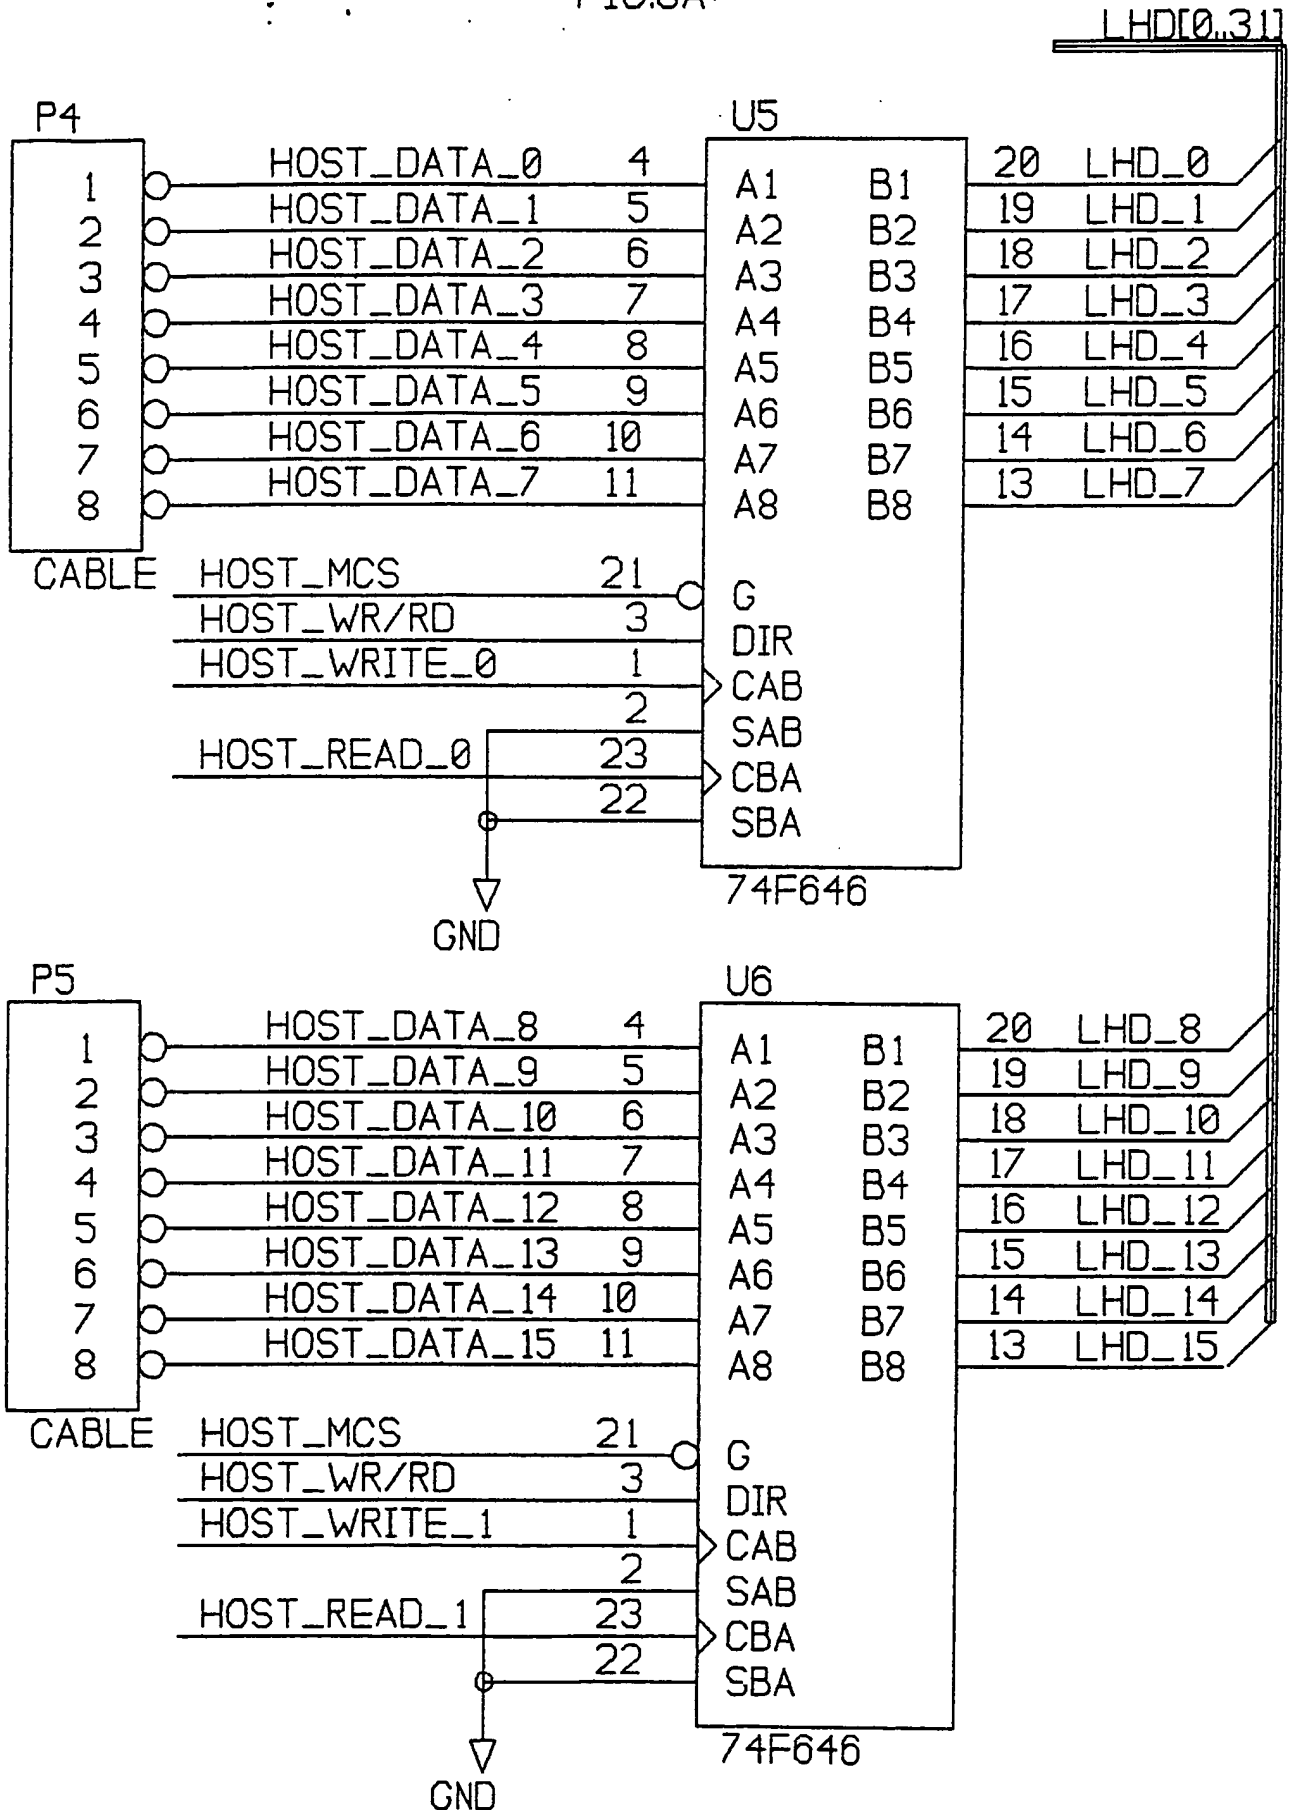 LHD[0..31]
P4
U5
1 HOST_DATA_0 4 A1 B1 20 LHD_0
2 HOST_DATA_1 5 A2 B2 19 LHD_1
3 HOST_DATA_2 6 A3 B3 18 LHD_2
4 HOST_DATA_3 7 A4 B4 17 LHD_3
5 HOST_DATA_4 8 A5 B5 16 LHD_4
6 HOST_DATA_5 9 A6 B6 15 LHD_5
7 HOST_DATA_6 10 A7 B7 14 LHD_6
8 HOST_DATA_7 11 A8 B8 13 LHD_7
CABLE
HOST_MCS 21 G
HOST_WR/RD 3 DIR
HOST_WRITE_0 1 CAB
2 SAB
HOST_READ_0 23 CBA
22 SBA
74F646
GND
P5
U6
1 HOST_DATA_8 4 A1 B1 20 LHD_8
2 HOST_DATA_9 5 A2 B2 19 LHD_9
3 HOST_DATA_10 6 A3 B3 18 LHD_10
4 HOST_DATA_11 7 A4 B4 17 LHD_11
5 HOST_DATA_12 8 A5 B5 16 LHD_12
6 HOST_DATA_13 9 A6 B6 15 LHD_13
7 HOST_DATA_14 10 A7 B7 14 LHD_14
8 HOST_DATA_15 11 A8 B8 13 LHD_15
CABLE
HOST_MCS 21 G
HOST_WR/RD 3 DIR
HOST_WRITE_1 1 CAB
2 SAB
HOST_READ_1 23 CBA
22 SBA
74F646
GND